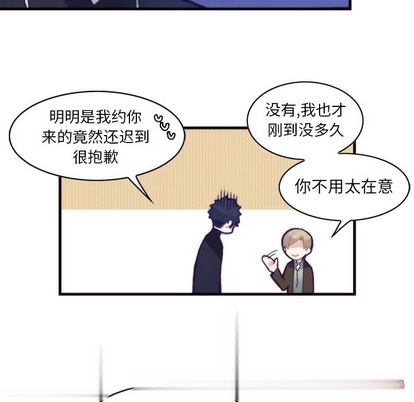 明明是我约你
来的竟然还迟到
很抱歉
没有,我也才
刚到没多久
你不用太在意